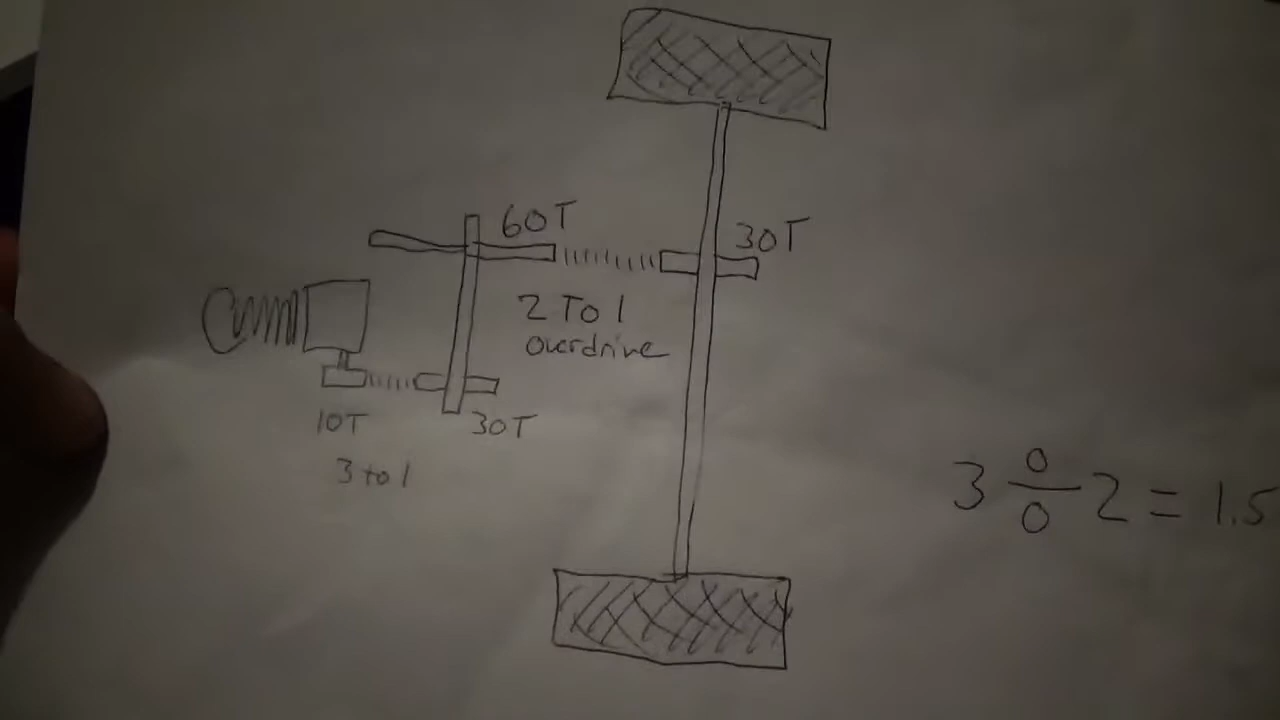 60T
30T
2 TO 1
overdrive
10T
30T
3 to 1
3 ÷ 2 = 1.5